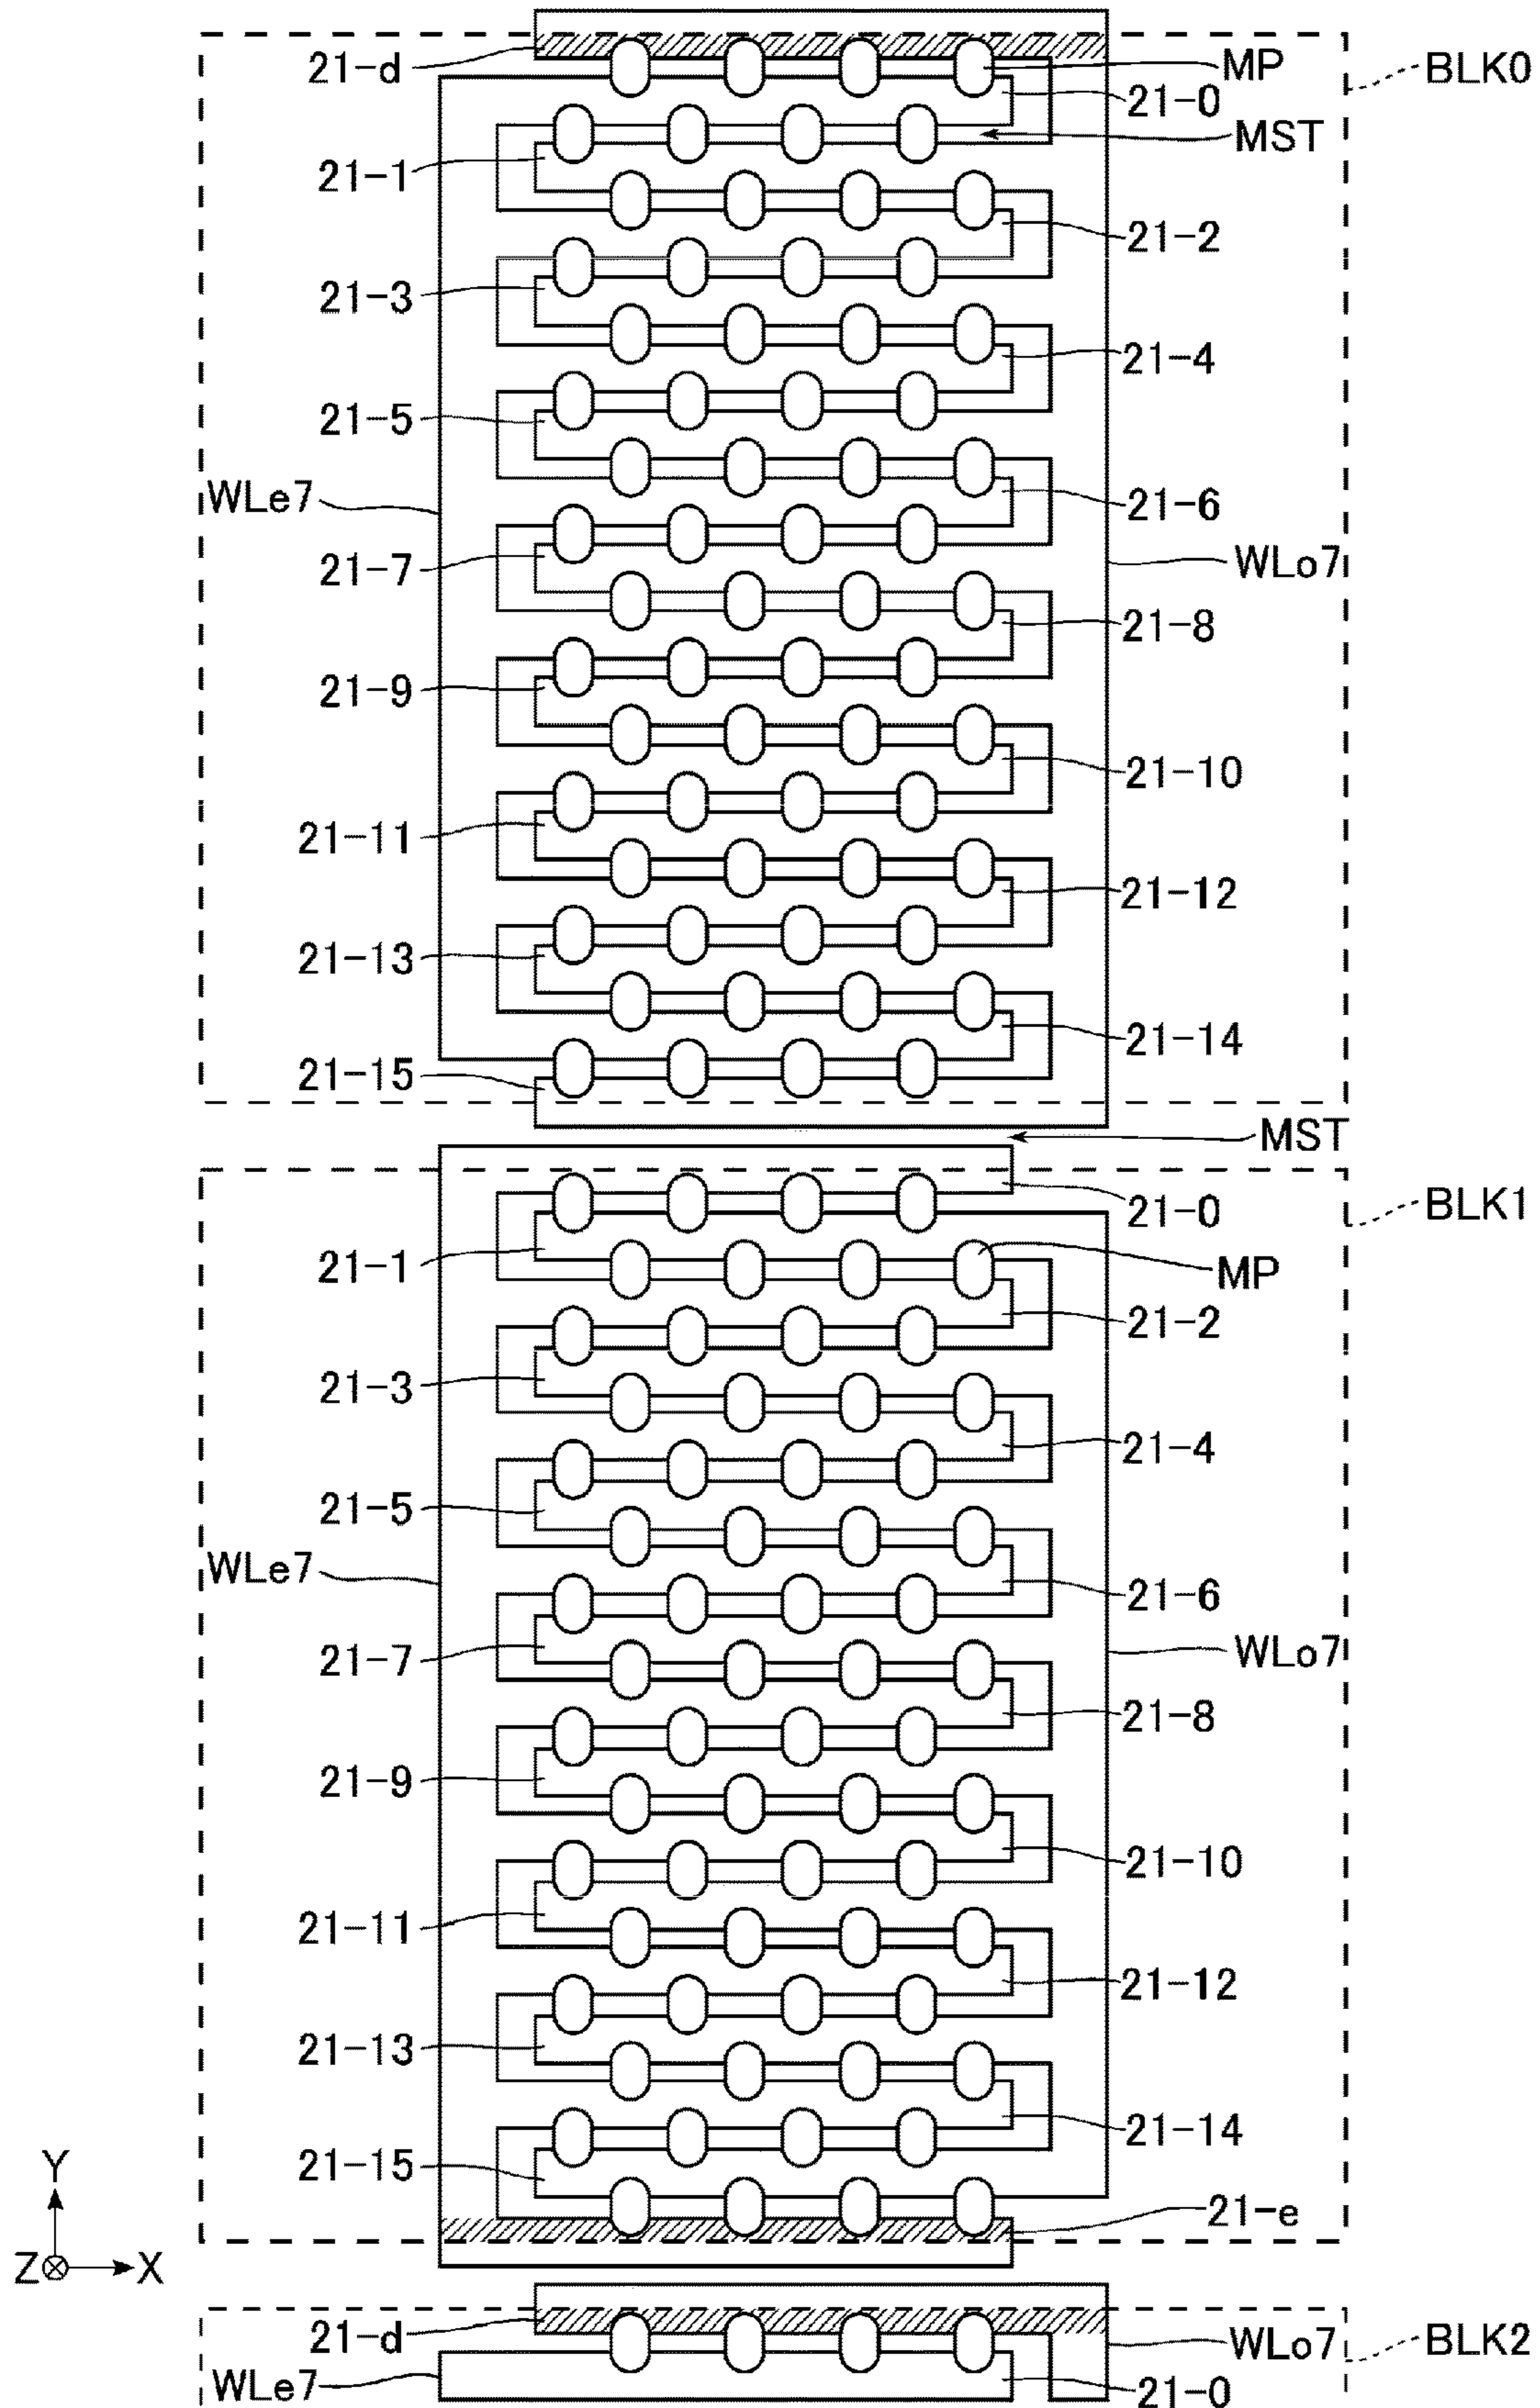 21-d
MP
BLK0
21-0
MST
21-1
21-2
21-3
21-4
21-5
WLe7
21-6
21-7
WLo7
21-8
21-9
21-10
21-11
21-12
21-13
21-14
21-15
MST
21-0
BLK1
21-1
MP
21-2
21-3
21-4
21-5
WLe7
21-6
21-7
WLo7
21-8
21-9
21-10
21-11
21-12
21-13
21-14
21-15
Y
21-e
Z
X
21-d
WLo7
BLK2
WLe7
21-0